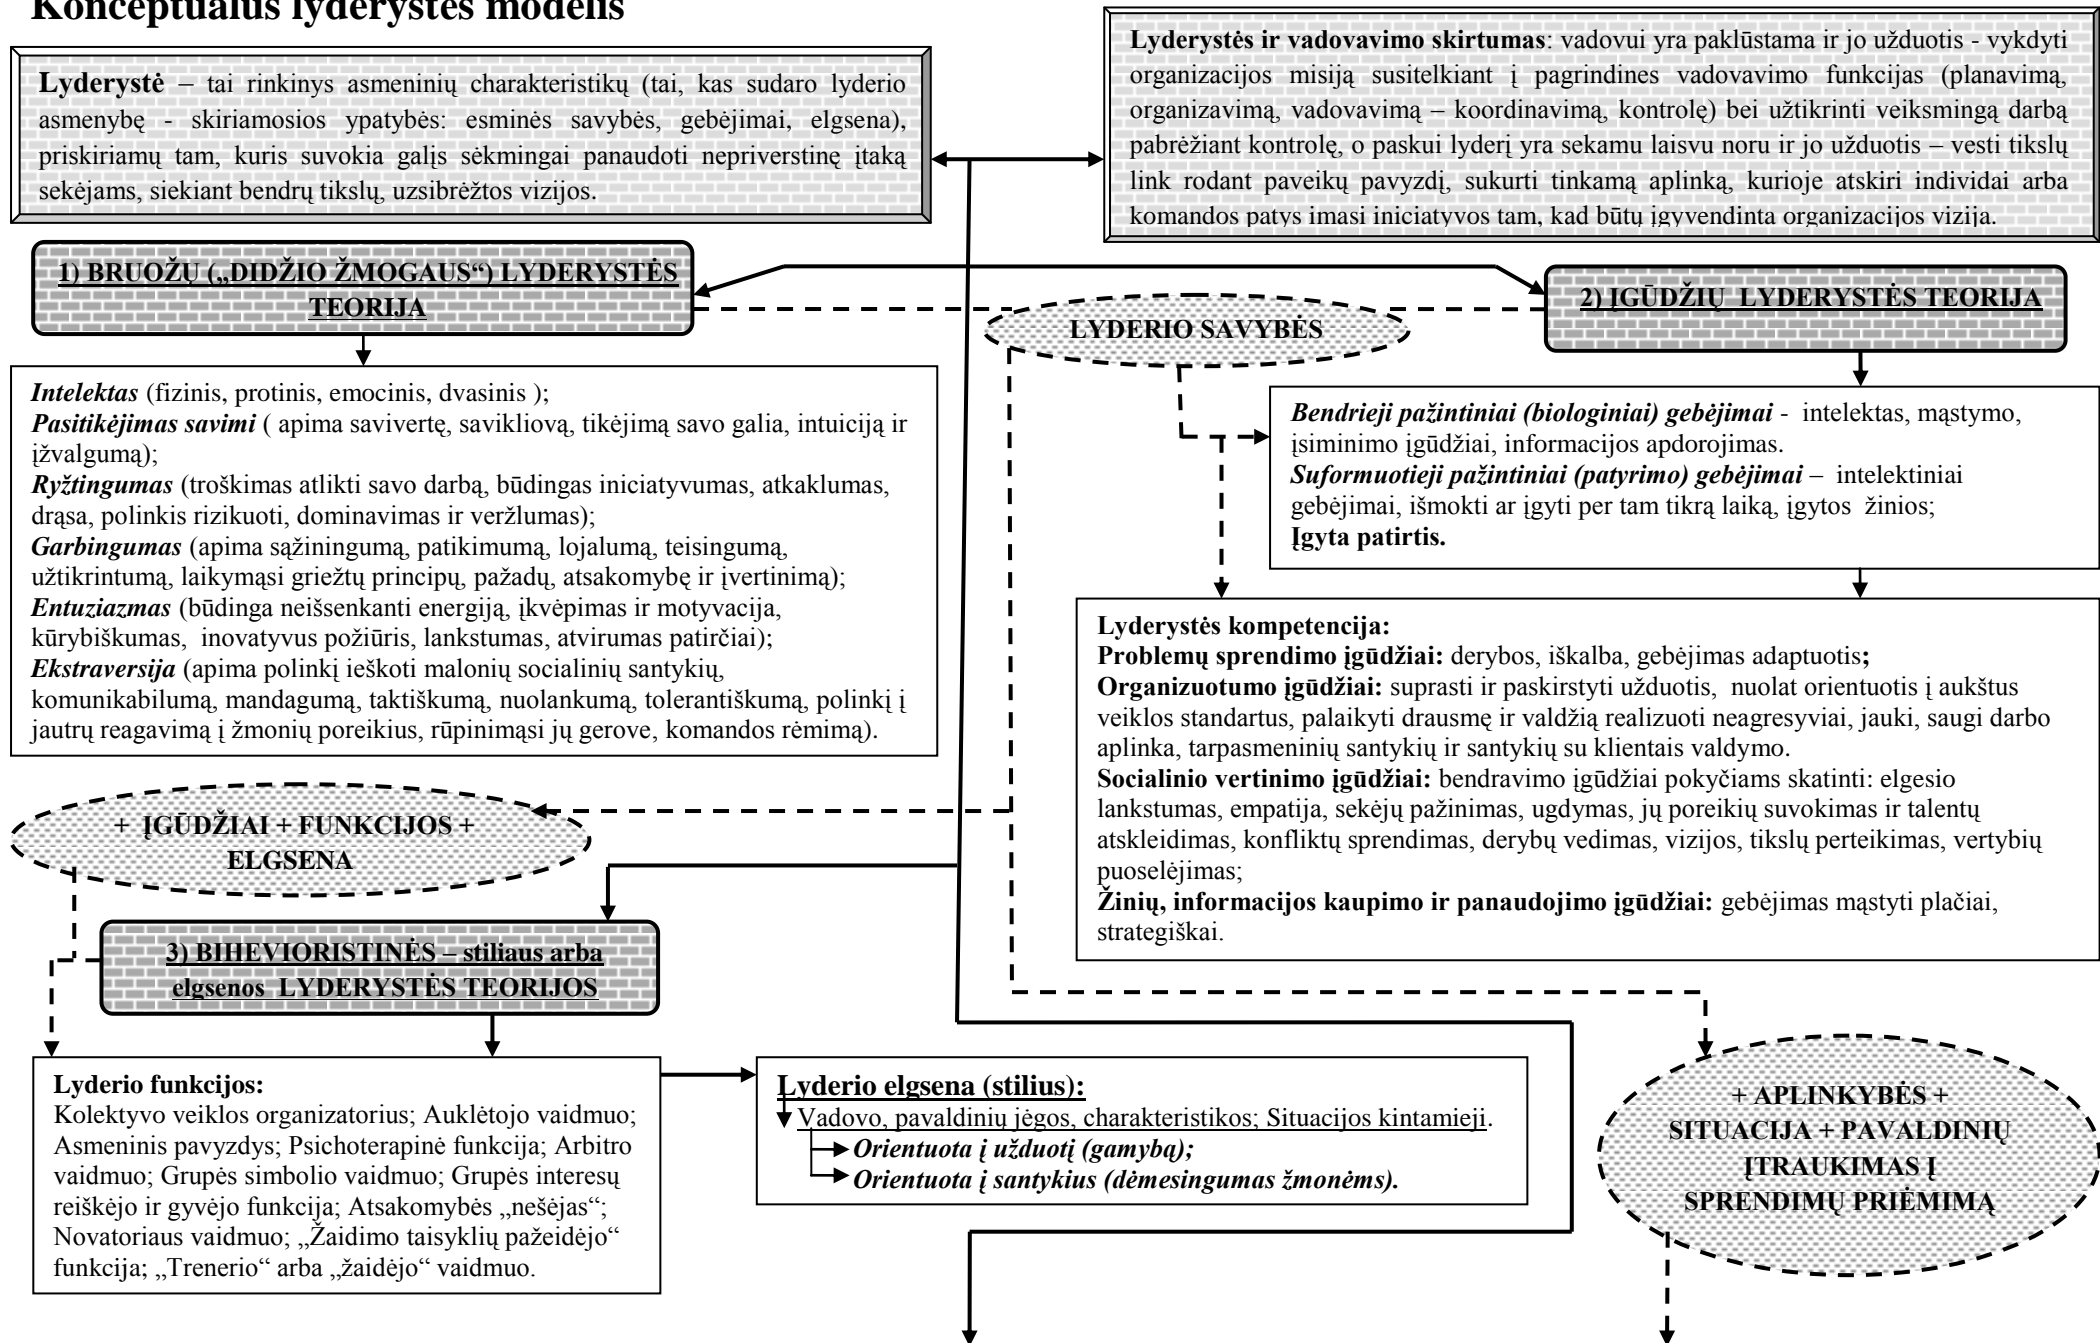 Konceptualus lyderystės modelis
Lyderystė – tai rinkinys asmeninių charakteristikų (tai, kas sudaro lyderio
asmenybę - skiriamosios ypatybės: esminės savybės, gebėjimai, elgsena),
priskiriamų tam, kuris suvokia galįs sėkmingai panaudoti nepriverstinę įtaką
sekėjams, siekiant bendrų tikslų, uzsibrėžtos vizijos.
Lyderystės ir vadovavimo skirtumas: vadovui yra paklūstama ir jo užduotis - vykdyti
organizacijos misiją susitelkiant į pagrindines vadovavimo funkcijas (planavimą,
organizavimą, vadovavimą – koordinavimą, kontrolę) bei užtikrinti veiksmingą darbą
pabrėžiant kontrolę, o paskui lyderį yra sekamu laisvu noru ir jo užduotis – vesti tikslų
link rodant paveikų pavyzdį, sukurti tinkamą aplinką, kurioje atskiri individai arba
komandos patys imasi iniciatyvos tam, kad būtų įgyvendinta organizacijos vizija.
1) BRUOŽŲ („DIDŽIO ŽMOGAUS“) LYDERYSTĖS
TEORIJA
2) ĮGŪDŽIŲ LYDERYSTĖS TEORIJA
LYDERIO SAVYBĖS
Intelektas (fizinis, protinis, emocinis, dvasinis );
Pasitikėjimas savimi ( apima savivertę, savikliovą, tikėjimą savo galia, intuiciją ir
įžvalgumą);
Ryžtingumas (troškimas atlikti savo darbą, būdingas iniciatyvumas, atkaklumas,
drąsa, polinkis rizikuoti, dominavimas ir veržlumas);
Garbingumas (apima sąžiningumą, patikimumą, lojalumą, teisingumą,
užtikrintumą, laikymąsi griežtų principų, pažadų, atsakomybę ir įvertinimą);
Entuziazmas (būdinga neišsenkanti energiją, įkvėpimas ir motyvacija,
kūrybiškumas, inovatyvus požiūris, lankstumas, atvirumas patirčiai);
Ekstraversija (apima polinkį ieškoti malonių socialinių santykių,
komunikabilumą, mandagumą, taktiškumą, nuolankumą, tolerantiškumą, polinkį į
jautrų reagavimą į žmonių poreikius, rūpinimąsi jų gerove, komandos rėmimą).
Bendrieji pažintiniai (biologiniai) gebėjimai - intelektas, mąstymo,
įsiminimo įgūdžiai, informacijos apdorojimas.
Suformuotieji pažintiniai (patyrimo) gebėjimai – intelektiniai
gebėjimai, išmokti ar įgyti per tam tikrą laiką, įgytos žinios;
Įgyta patirtis.
Lyderystės kompetencija:
Problemų sprendimo įgūdžiai: derybos, iškalba, gebėjimas adaptuotis;
Organizuotumo įgūdžiai: suprasti ir paskirstyti užduotis, nuolat orientuotis į aukštus
veiklos standartus, palaikyti drausmę ir valdžią realizuoti neagresyviai, jauki, saugi darbo
aplinka, tarpasmeninių santykių ir santykių su klientais valdymo.
Socialinio vertinimo įgūdžiai: bendravimo įgūdžiai pokyčiams skatinti: elgesio
lankstumas, empatija, sekėjų pažinimas, ugdymas, jų poreikių suvokimas ir talentų
atskleidimas, konfliktų sprendimas, derybų vedimas, vizijos, tikslų perteikimas, vertybių
puoselėjimas;
Žinių, informacijos kaupimo ir panaudojimo įgūdžiai: gebėjimas mąstyti plačiai,
strategiškai.
+ ĮGŪDŽIAI + FUNKCIJOS +
ELGSENA
3) BIHEVIORISTINĖS – stiliaus arba
elgsenos LYDERYSTĖS TEORIJOS
Lyderio funkcijos:
Kolektyvo veiklos organizatorius; Auklėtojo vaidmuo;
Asmeninis pavyzdys; Psichoterapinė funkcija; Arbitro
vaidmuo; Grupės simbolio vaidmuo; Grupės interesų
reiškėjo ir gyvėjo funkcija; Atsakomybės „nešėjas“;
Novatoriaus vaidmuo; „Žaidimo taisyklių pažeidėjo“
funkcija; „Trenerio“ arba „žaidėjo“ vaidmuo.
Lyderio elgsena (stilius):
Vadovo, pavaldinių jėgos, charakteristikos; Situacijos kintamieji.
Orientuota į užduotį (gamybą);
Orientuota į santykius (dėmesingumas žmonėms).
+ APLINKYBĖS +
SITUACIJA + PAVALDINIŲ
ĮTRAUKIMAS Į
SPRENDIMŲ PRIĖMIMĄ